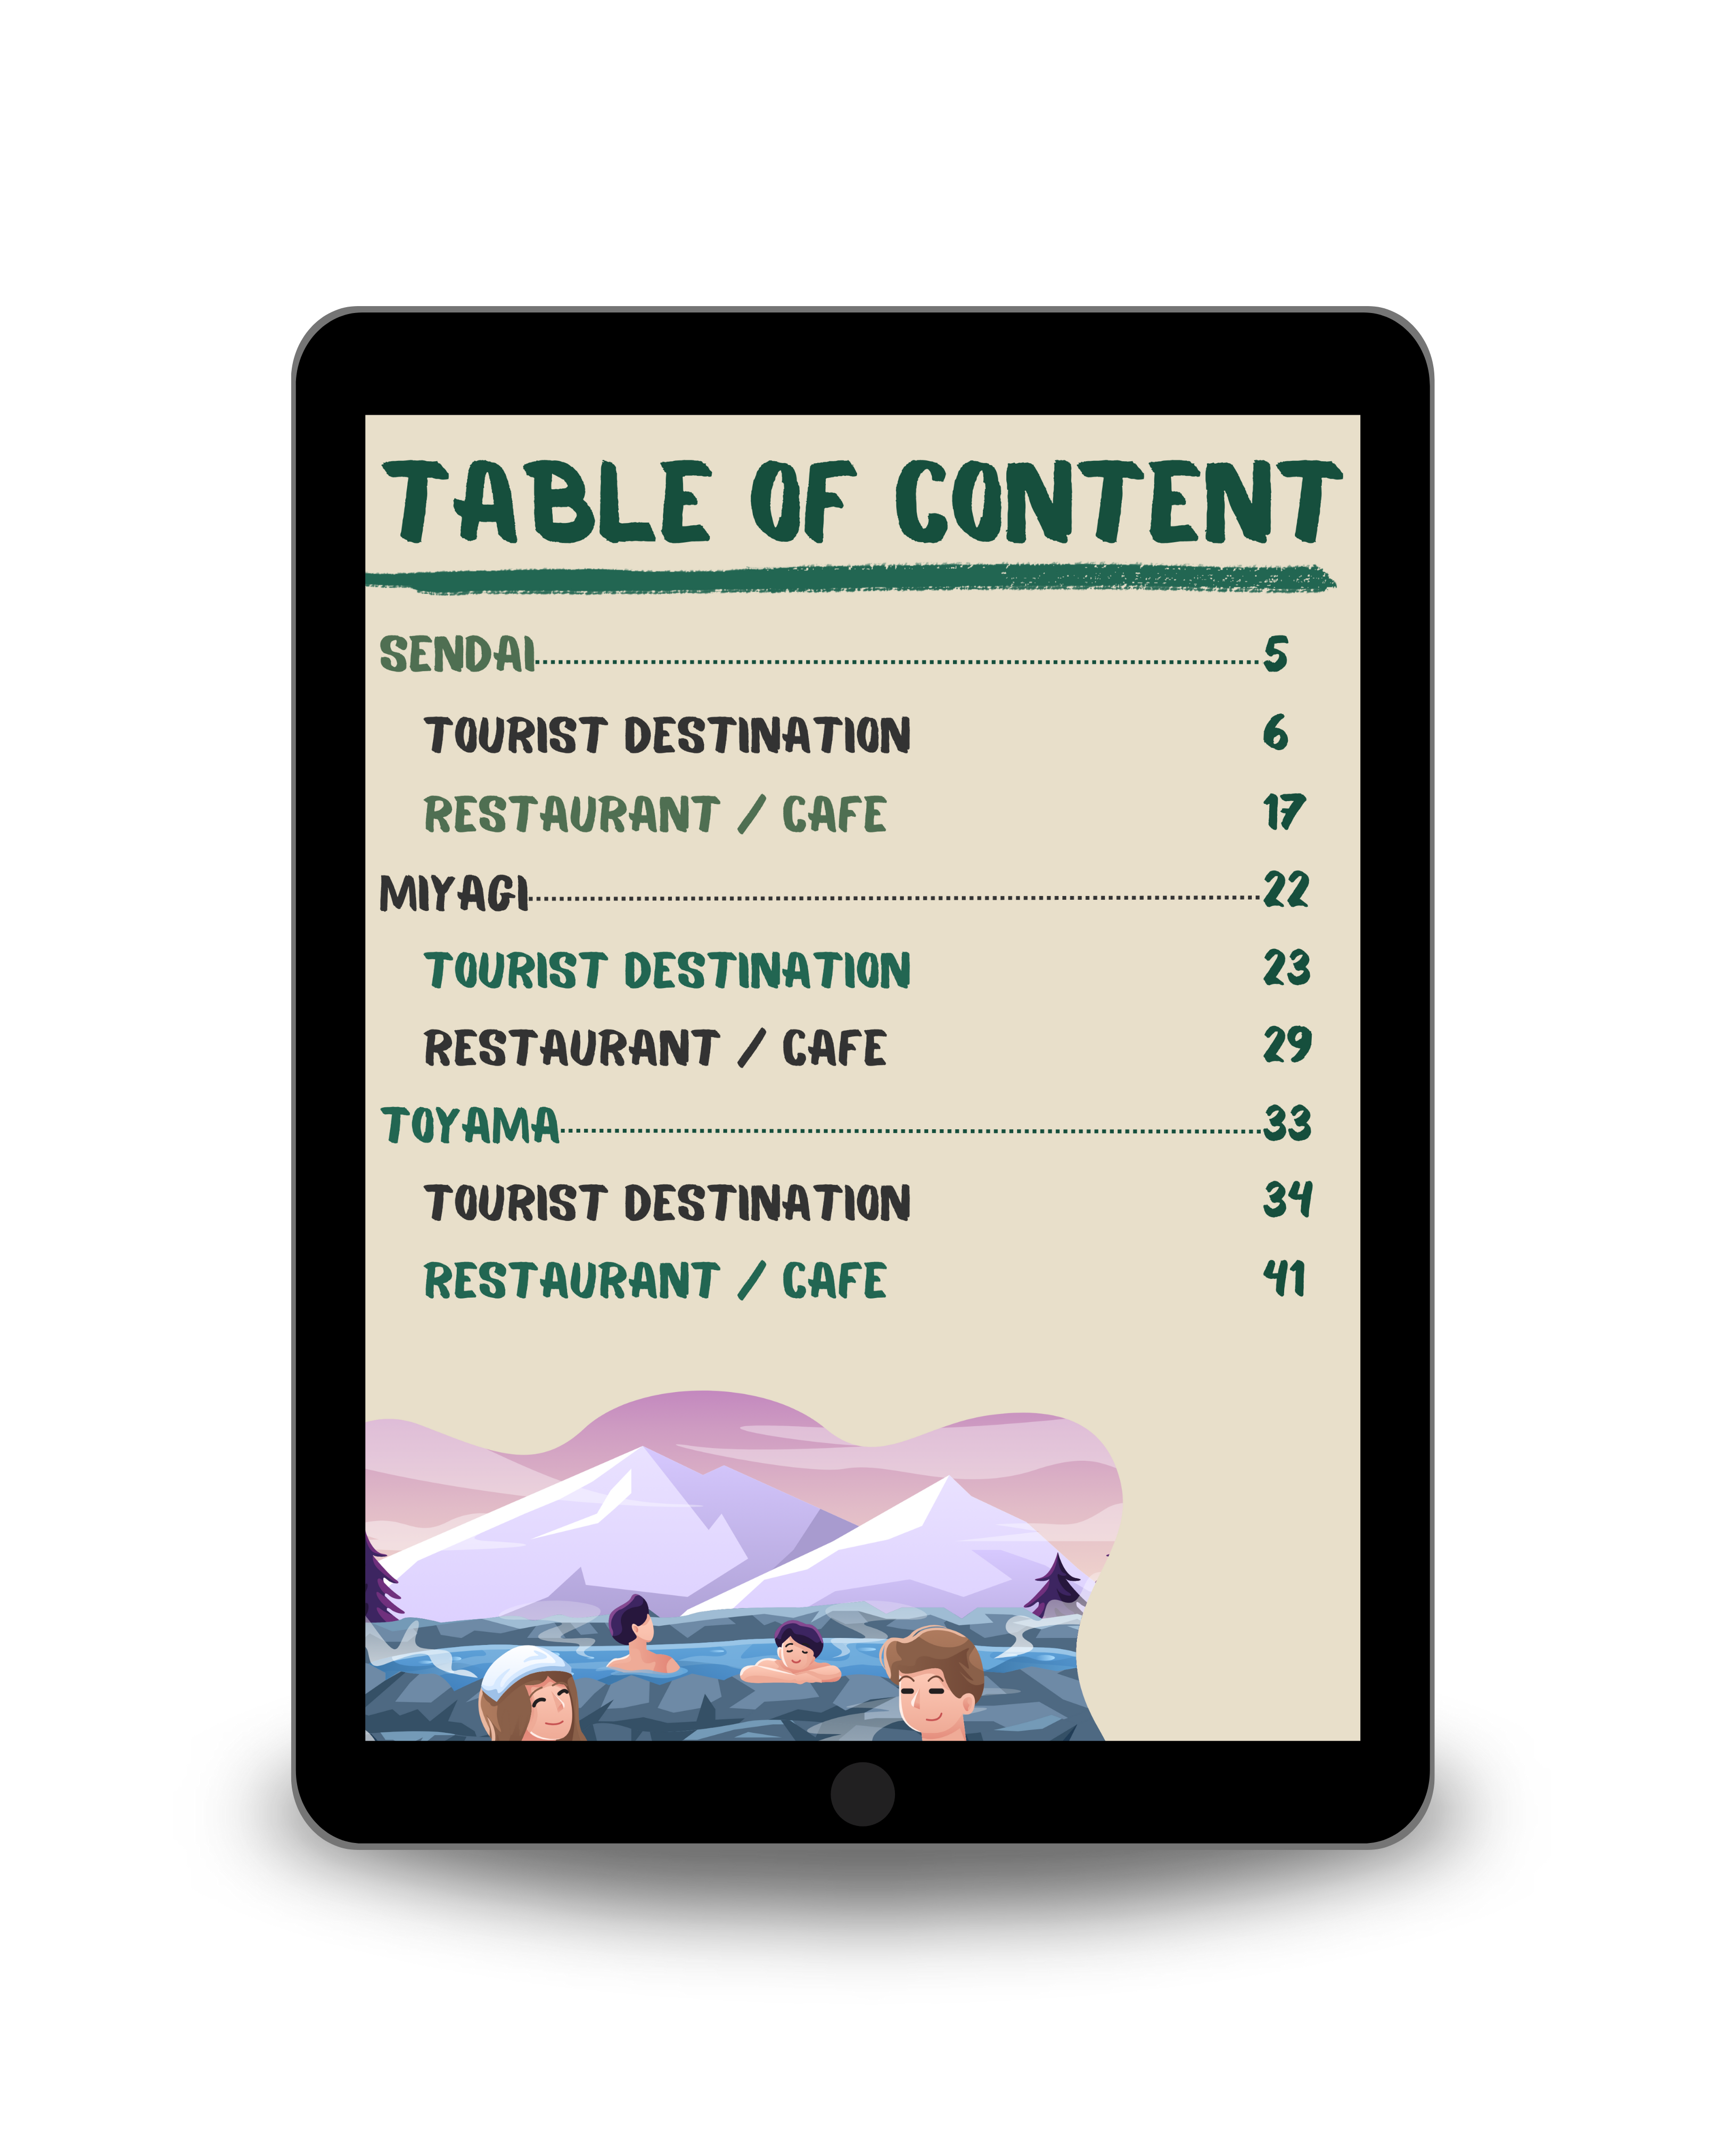 TABLE OF CONTENT
SENDAI 5
TOURIST DESTINATION 6
RESTAURANT / CAFE 17
MIYAGI 22
TOURIST DESTINATION 23
RESTAURANT / CAFE 29
TOYAMA 33
TOURIST DESTINATION 34
RESTAURANT / CAFE 41